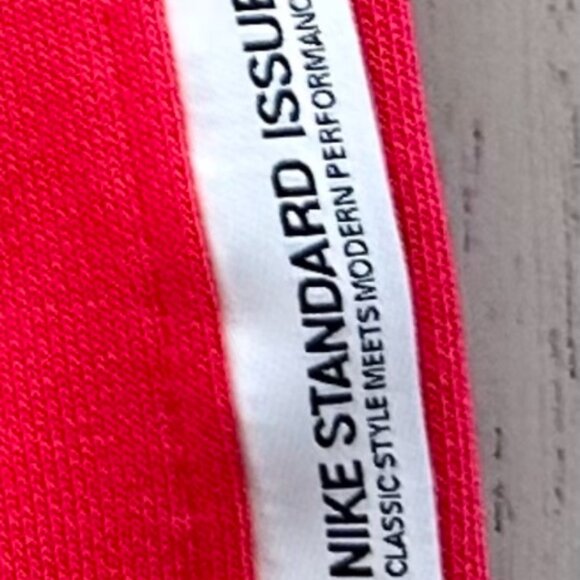 NIKE STANDARD ISSUE
CLASSIC STYLE MEETS MODERN PERFORMANC